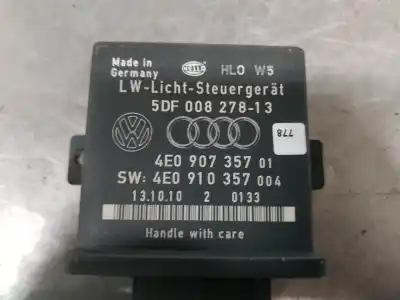 Made in
Germany
HELLA
HLO W5
LW-Licht-Steuergerät
5DF 008 278-13
778
4E0 907 357 01
SW: 4E0 910 357 004
13.10.10 2 0133
Handle with care